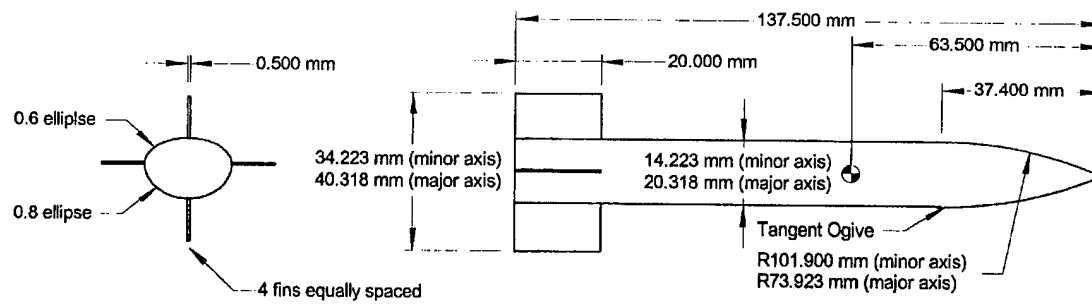 137.500 mm
63.500 mm
0.500 mm
20.000 mm
37.400 mm
0.6 ellipse
34.223 mm (minor axis)
40.318 mm (major axis)
14.223 mm (minor axis)
20.318 mm (major axis)
0.8 ellipse
Tangent Ogive
R101.900 mm (minor axis)
R73.923 mm (major axis)
4 fins equally spaced